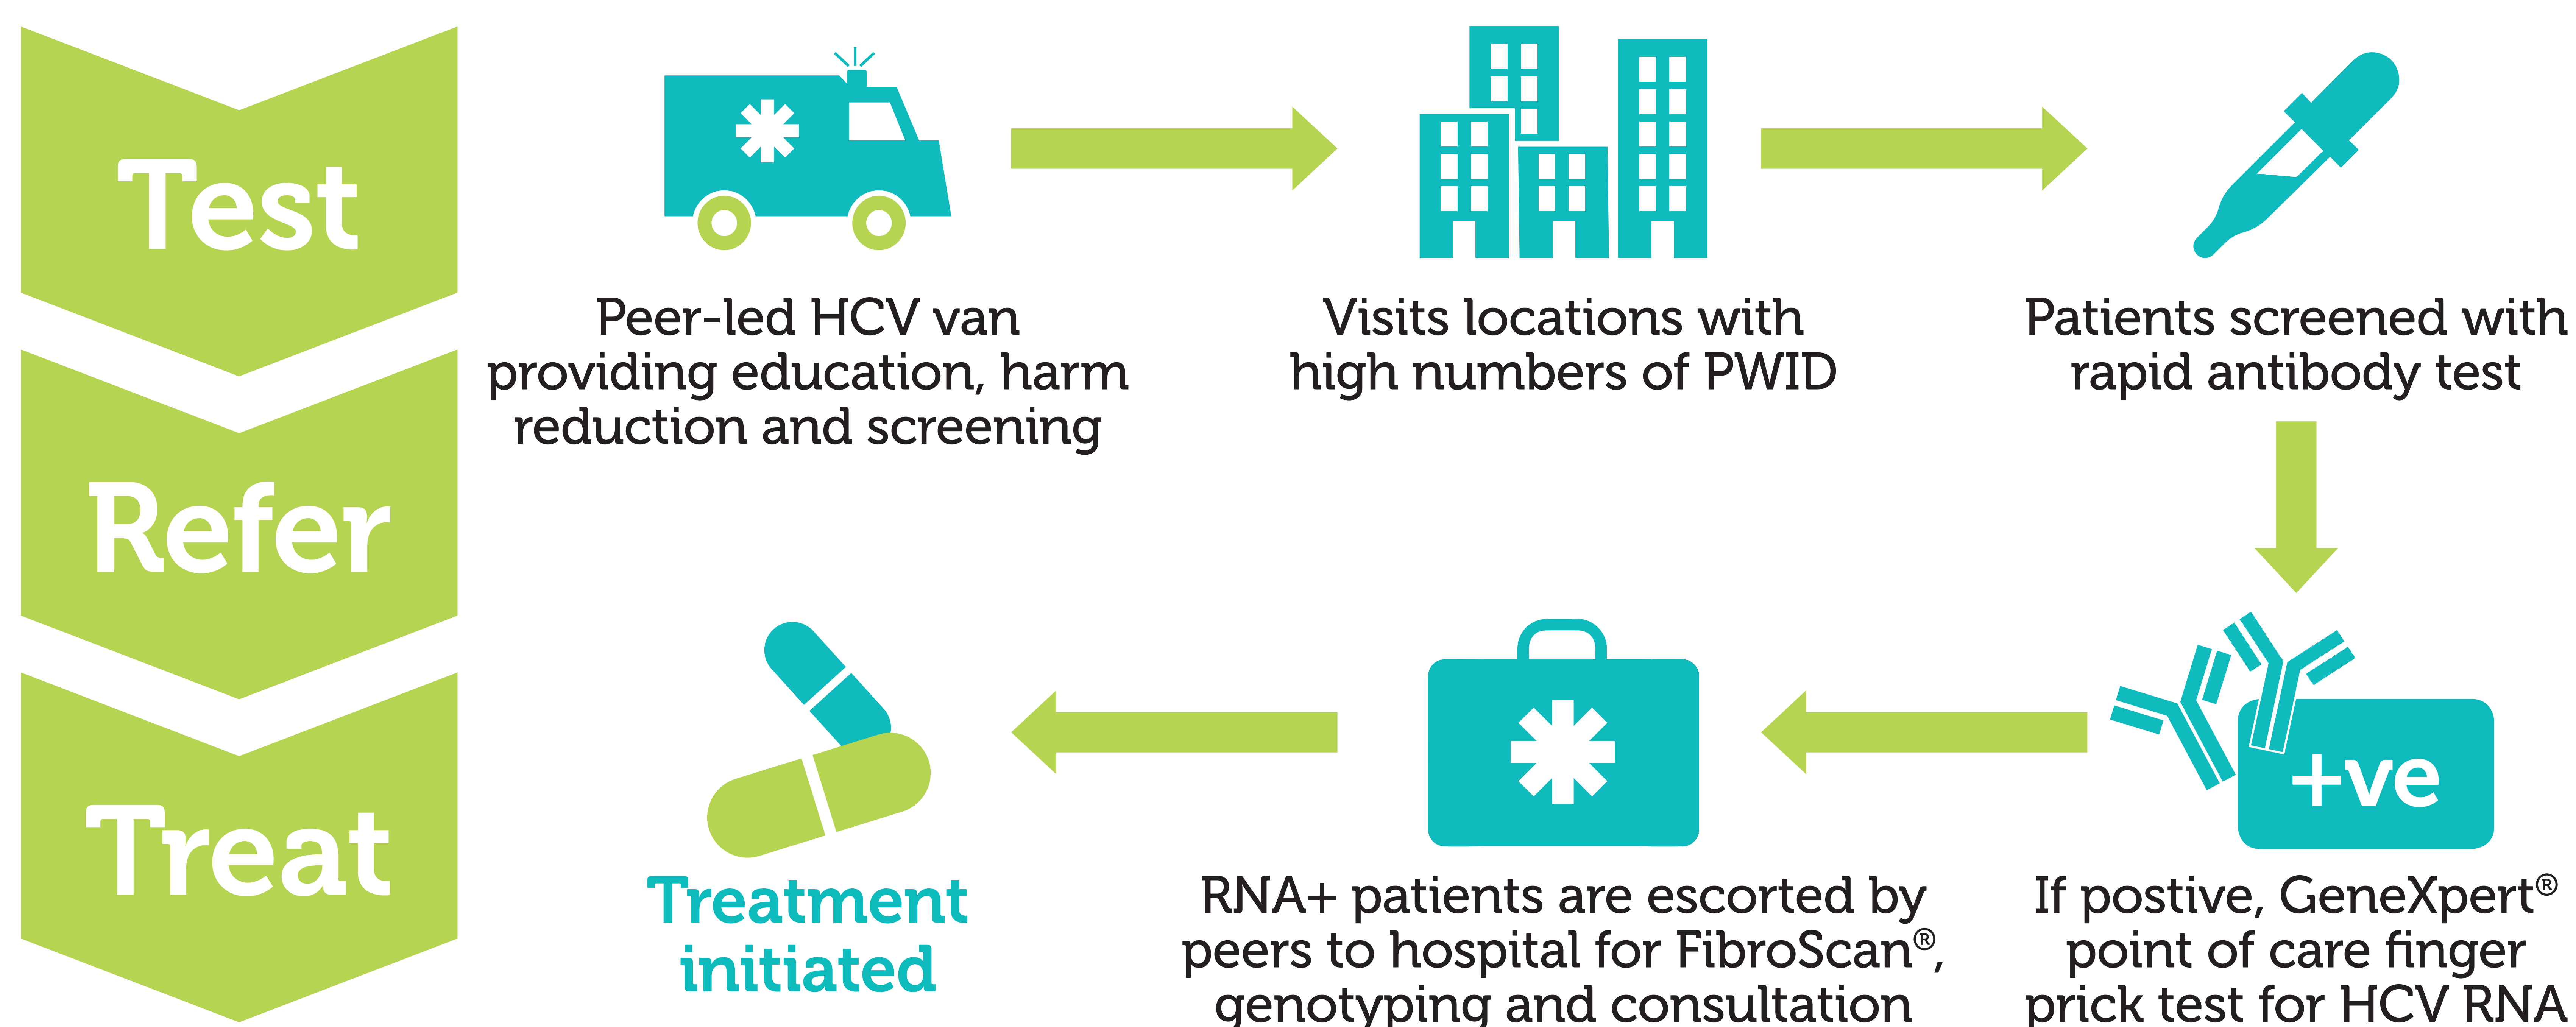 Test
Refer
Treat
Peer-led HCV van
providing education, harm
reduction and screening
Visits locations with
high numbers of PWID
Patients screened with
rapid antibody test
If postive, GeneXpert®
point of care finger
prick test for HCV RNA
+ve
RNA+ patients are escorted by
peers to hospital for FibroScan®,
genotyping and consultation
Treatment
initiated